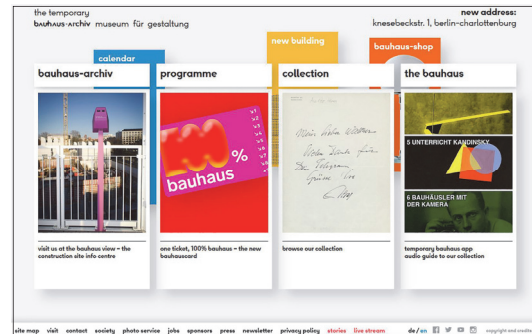 the temporary
bauhaus-archiv museum für gestaltung
new address:
knesebeckstr. 1, berlin-charlottenburg
calendar
new building
bauhaus-shop
bauhaus-archiv
programme
collection
the bauhaus
100
%
bauhaus
5 UNTERRICHT KANDINSKY
6 BAUHÄUSLER MIT
DER KAMERA
visit us at the bauhaus view – the
construction site info centre
one ticket, 100% bauhaus – the new
bauhauscard
browse our collection
temporary bauhaus app
audio guide to our collection
site map visit contact society photo service jobs sponsors press newsletter privacy policy stories live stream de / en copyright and credits